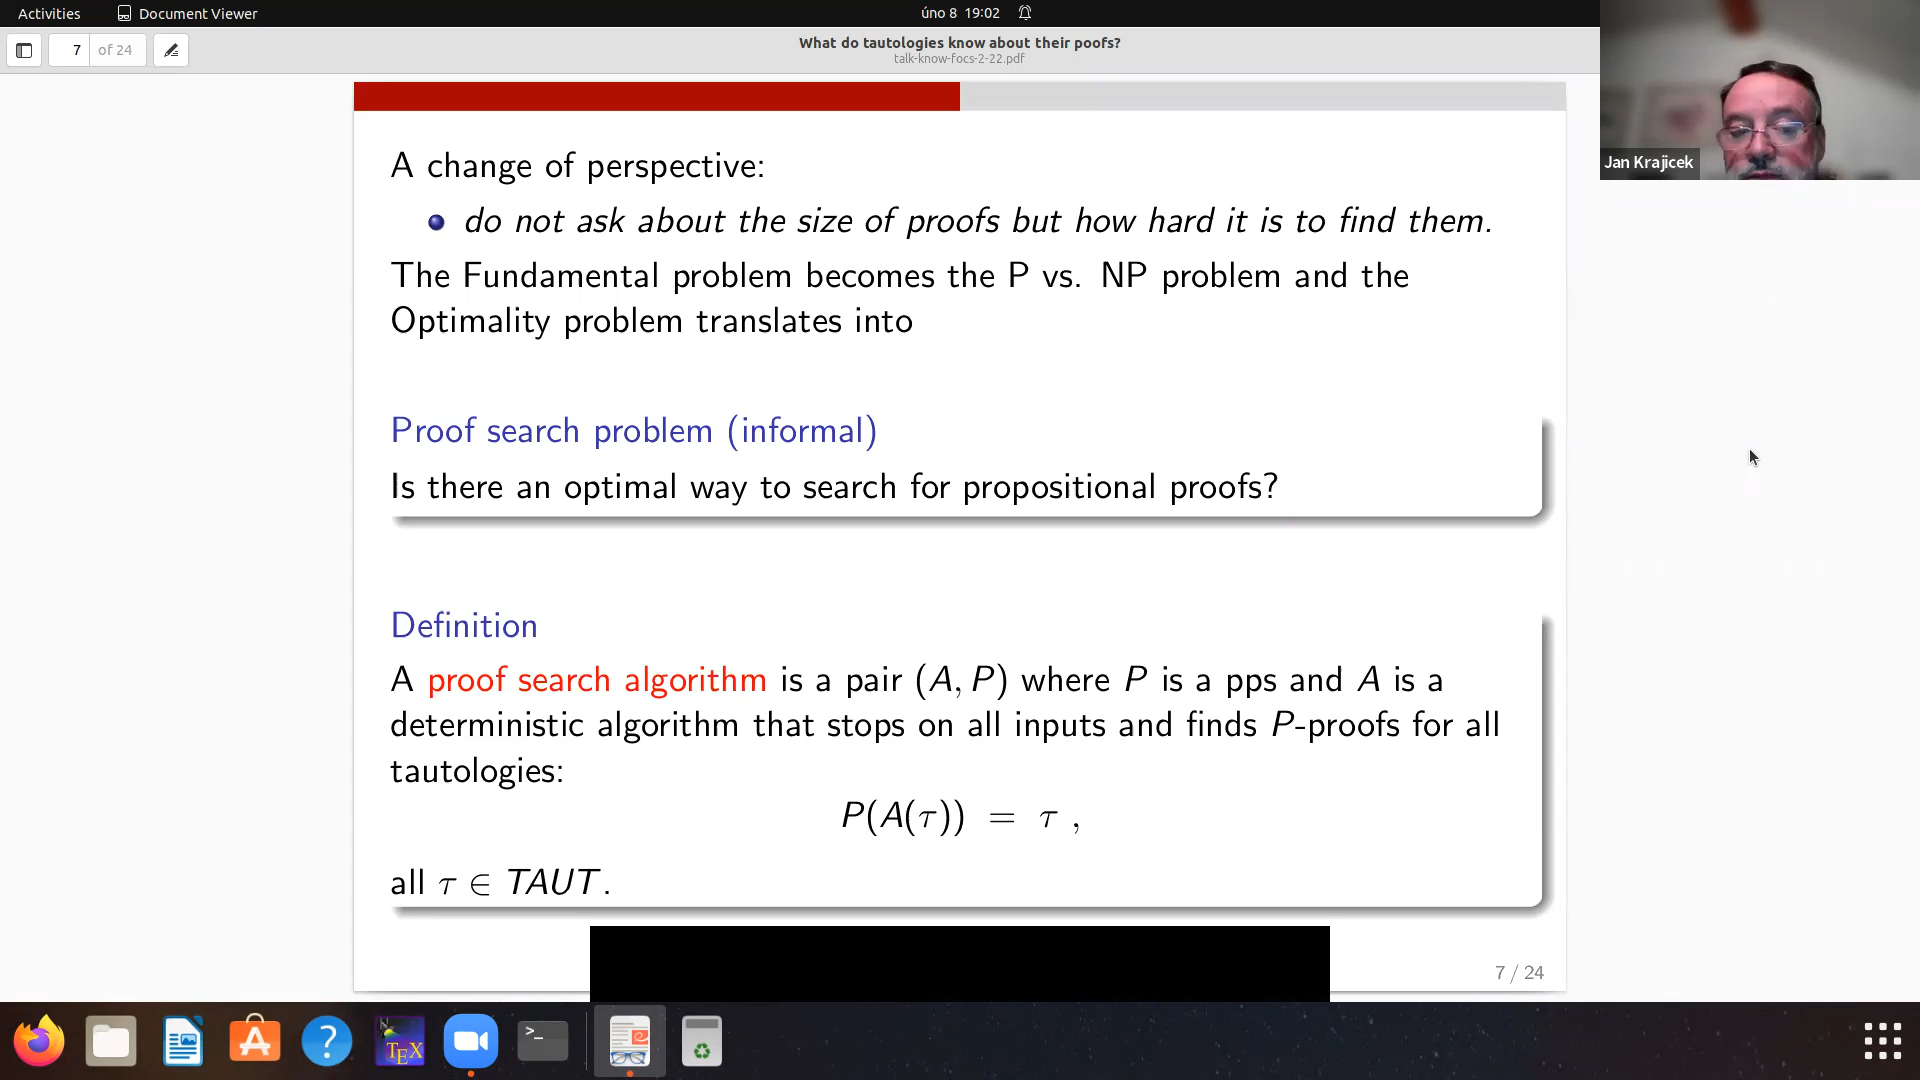 Activities
Document Viewer
úno 8 19:02
7
of 24
What do tautologies know about their poofs?
talk-know-focs-2-22.pdf
Jan Krajicek
A change of perspective:
do not ask about the size of proofs but how hard it is to find them.
The Fundamental problem becomes the P vs. NP problem and the
Optimality problem translates into
Proof search problem (informal)
Is there an optimal way to search for propositional proofs?
Definition
A proof search algorithm is a pair (A, P) where P is a pps and A is a
deterministic algorithm that stops on all inputs and finds P-proofs for all
tautologies:
P(A(τ)) = τ ,
all τ ∈ TAUT.
7 / 24